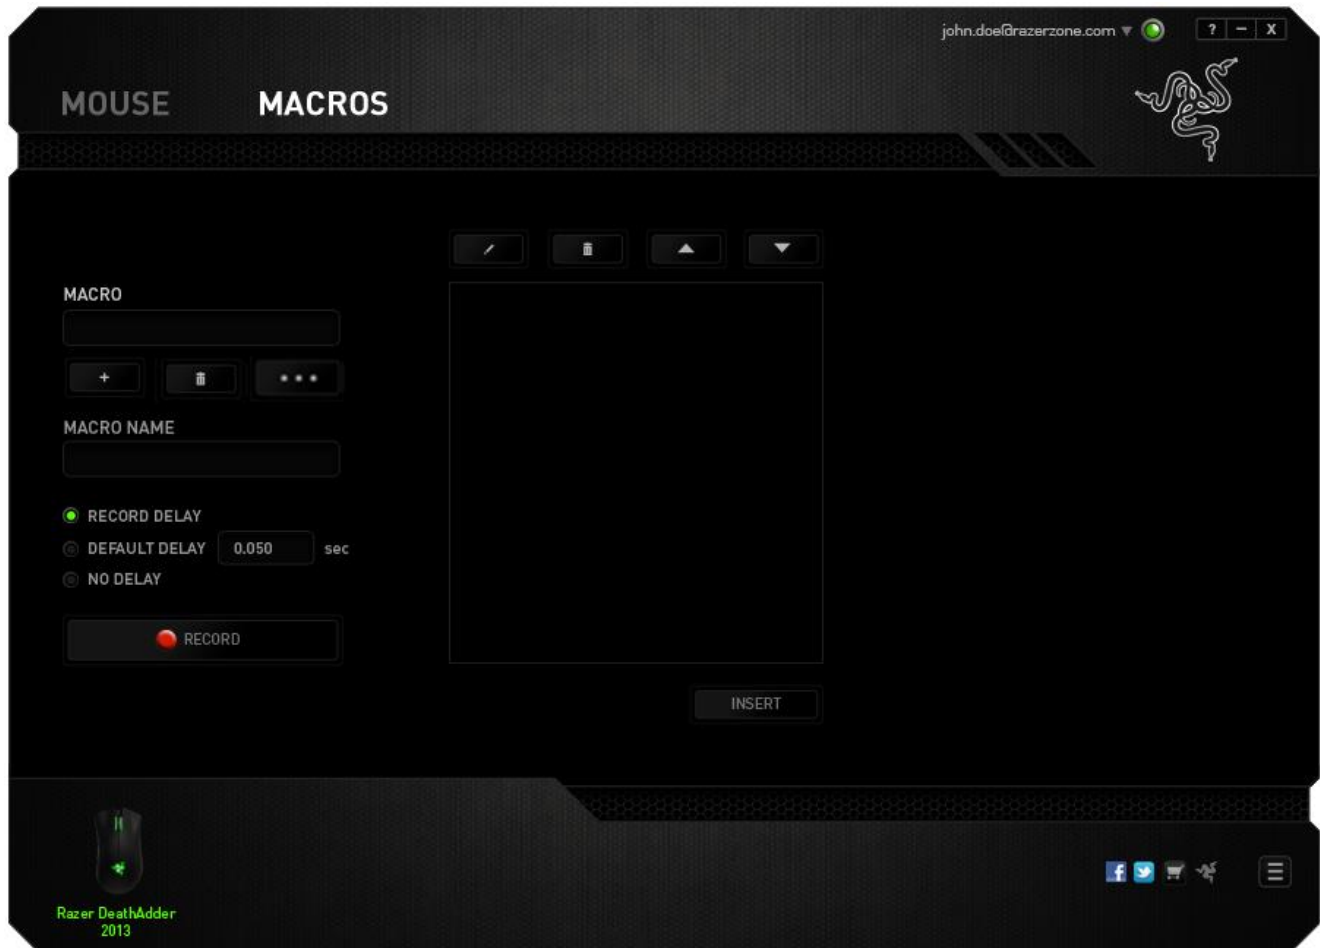 john.doe@razerzone.com
? – X
MOUSE MACROS
MACRO
+
MACRO NAME
RECORD DELAY
DEFAULT DELAY 0.050 sec
NO DELAY
RECORD
INSERT
Razer DeathAdder
2013